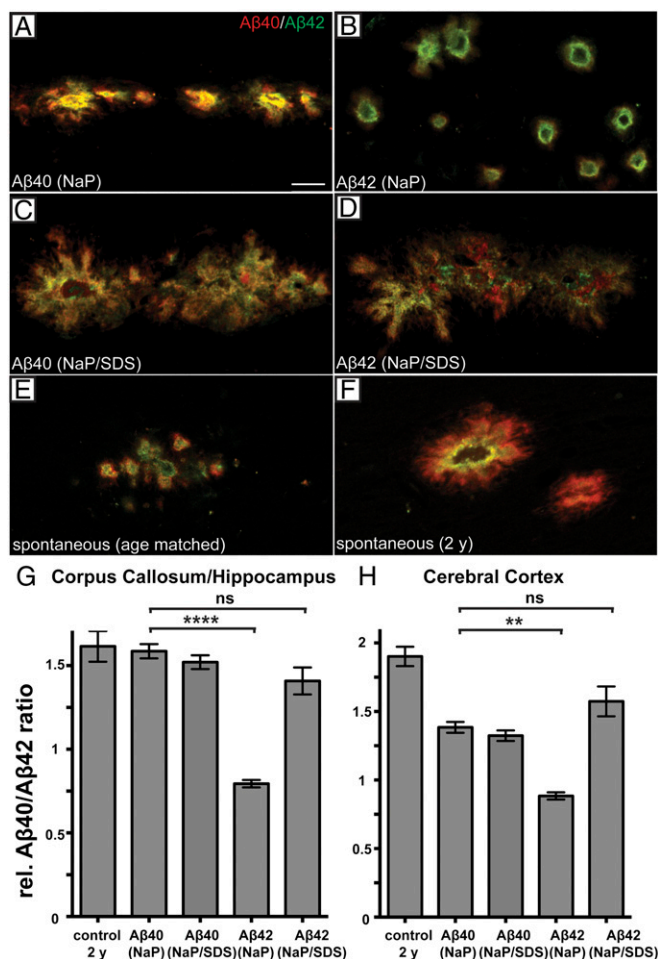 A
Aβ40/Aβ42
B
Aβ40 (NaP)
Aβ42 (NaP)
C
D
Aβ40 (NaP/SDS)
Aβ42 (NaP/SDS)
E
F
spontaneous (age matched)
spontaneous (2 y)
G Corpus Callosum/Hippocampus
H Cerebral Cortex
ns
ns
****
**
rel. Aβ40/Aβ42 ratio
1.5
1
0.75
0
2
1.5
1
0.5
0
control 2 y
Aβ40 (NaP)
Aβ40 (NaP/SDS)
Aβ42 (NaP)
Aβ42 (NaP/SDS)
control 2 y
Aβ40 (NaP)
Aβ40 (NaP/SDS)
Aβ42 (NaP)
Aβ42 (NaP/SDS)